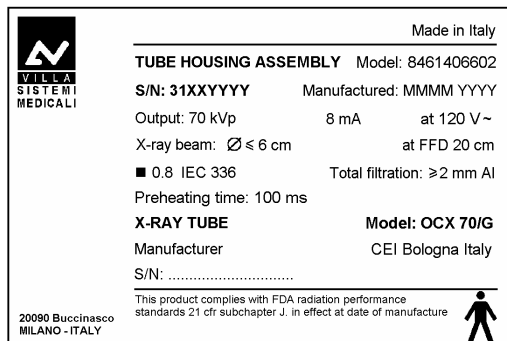 Made in Italy
VILLA
SISTEMI
MEDICALI
TUBE HOUSING ASSEMBLY Model: 8461406602
S/N: 31XXYYYY Manufactured: MMMM YYYY
Output: 70 kVp 8 mA at 120 V~
X-ray beam: Ø ≤ 6 cm at FFD 20 cm
■ 0.8 IEC 336 Total filtration: ≥2 mm Al
Preheating time: 100 ms
X-RAY TUBE Model: OCX 70/G
Manufacturer CEI Bologna Italy
S/N: ..............................
This product complies with FDA radiation performance
standards 21 cfr subchapter J. in effect at date of manufacture
20090 Buccinasco
MILANO - ITALY